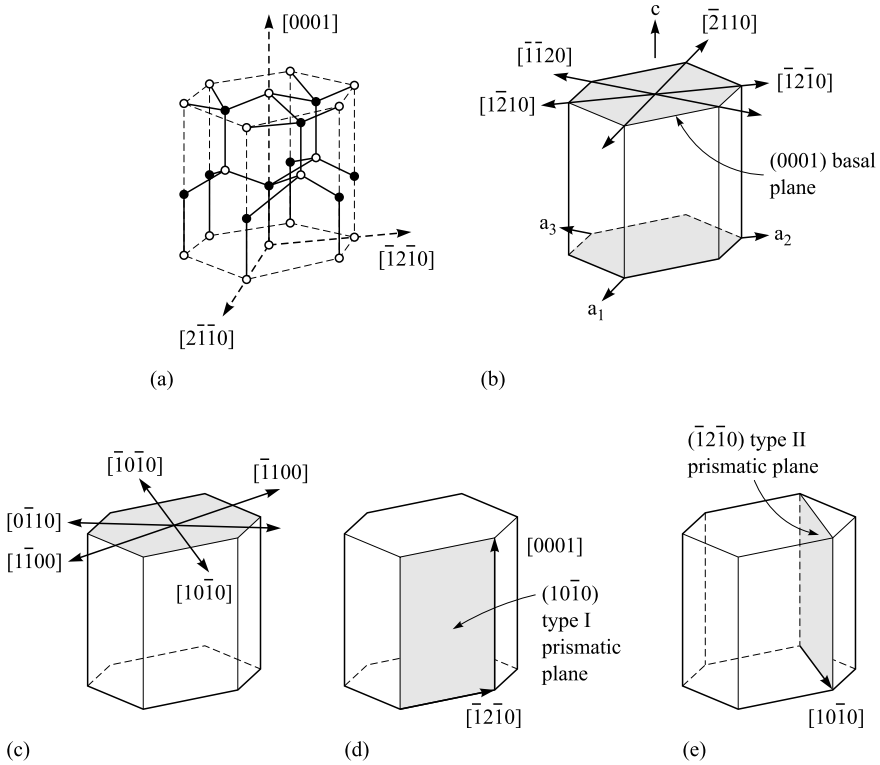 [0001]
[1̅21̅0]
[21̅1̅0]
(a)
c
[2̅110]
[1̅1̅20]
[1̅21̅0]
[12̅10]
(0001) basal
plane
a₃
a₂
a₁
(b)
[1̅01̅0]
[1̅100]
[01̅10]
[11̅00]
[101̅0]
(c)
[0001]
(101̅0)
type I
prismatic
plane
[1̅21̅0]
(d)
(1̅21̅0) type II
prismatic plane
[101̅0]
(e)